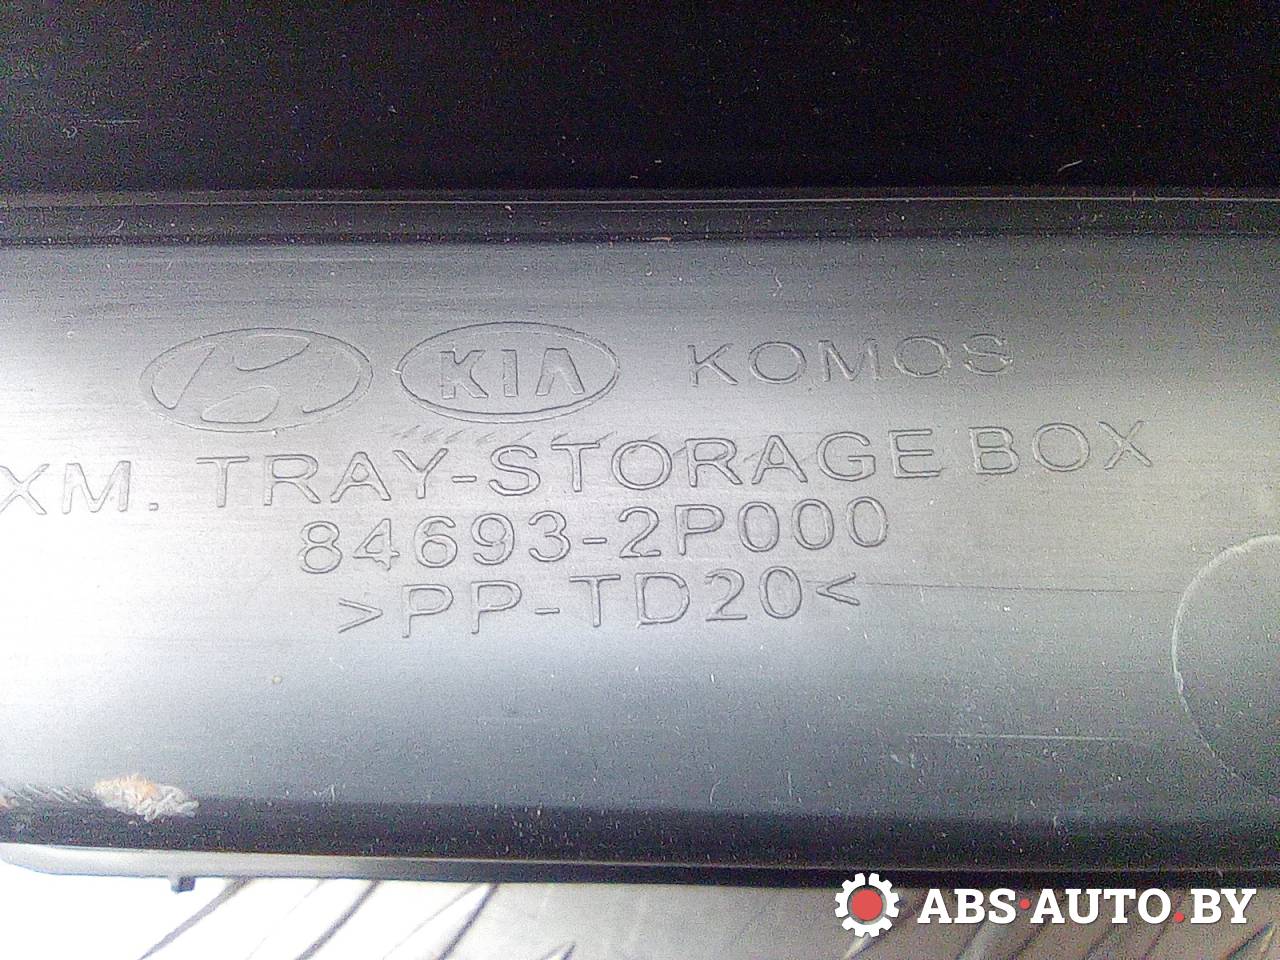 KIA KOMOS
XM. TRAY-STORAGE BOX
84693-2P000
>PP-TD20<
ABS·AUTO.BY